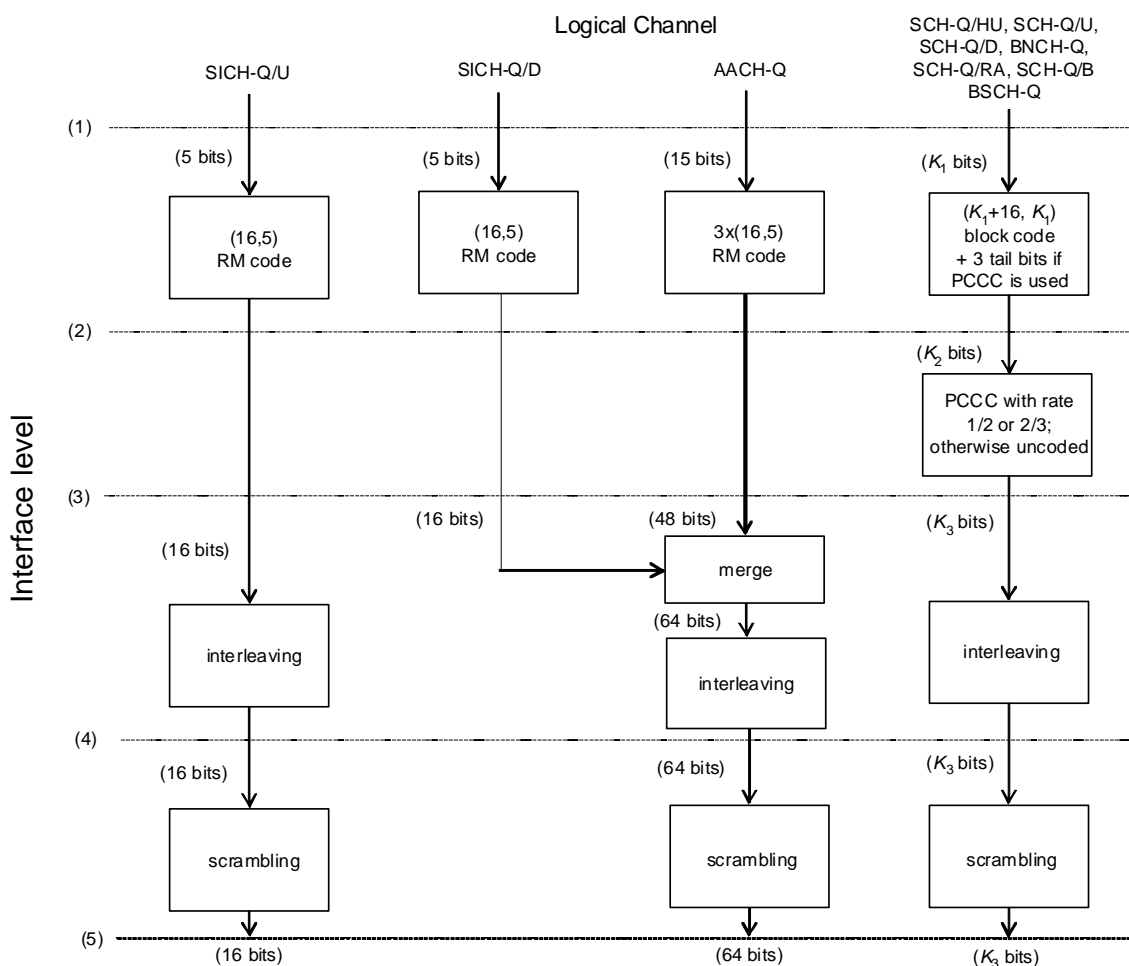 Logical Channel
SCH-Q/HU, SCH-Q/U,
SCH-Q/D, BNCH-Q,
SCH-Q/RA, SCH-Q/B
BSCH-Q
SICH-Q/U
SICH-Q/D
AACH-Q
(1)
(5 bits)
(5 bits)
(15 bits)
(K1 bits)
(16,5)
RM code
(16,5)
RM code
3x(16,5)
RM code
(K1+16, K1)
block code
+ 3 tail bits if
PCCC is used
(2)
(K2 bits)
PCCC with rate
1/2 or 2/3;
otherwise uncoded
Interface level
(3)
(16 bits)
(16 bits)
(48 bits)
(K3 bits)
merge
(64 bits)
interleaving
interleaving
interleaving
(4)
(16 bits)
(64 bits)
(K3 bits)
scrambling
scrambling
scrambling
(5)
(16 bits)
(64 bits)
(K3 bits)